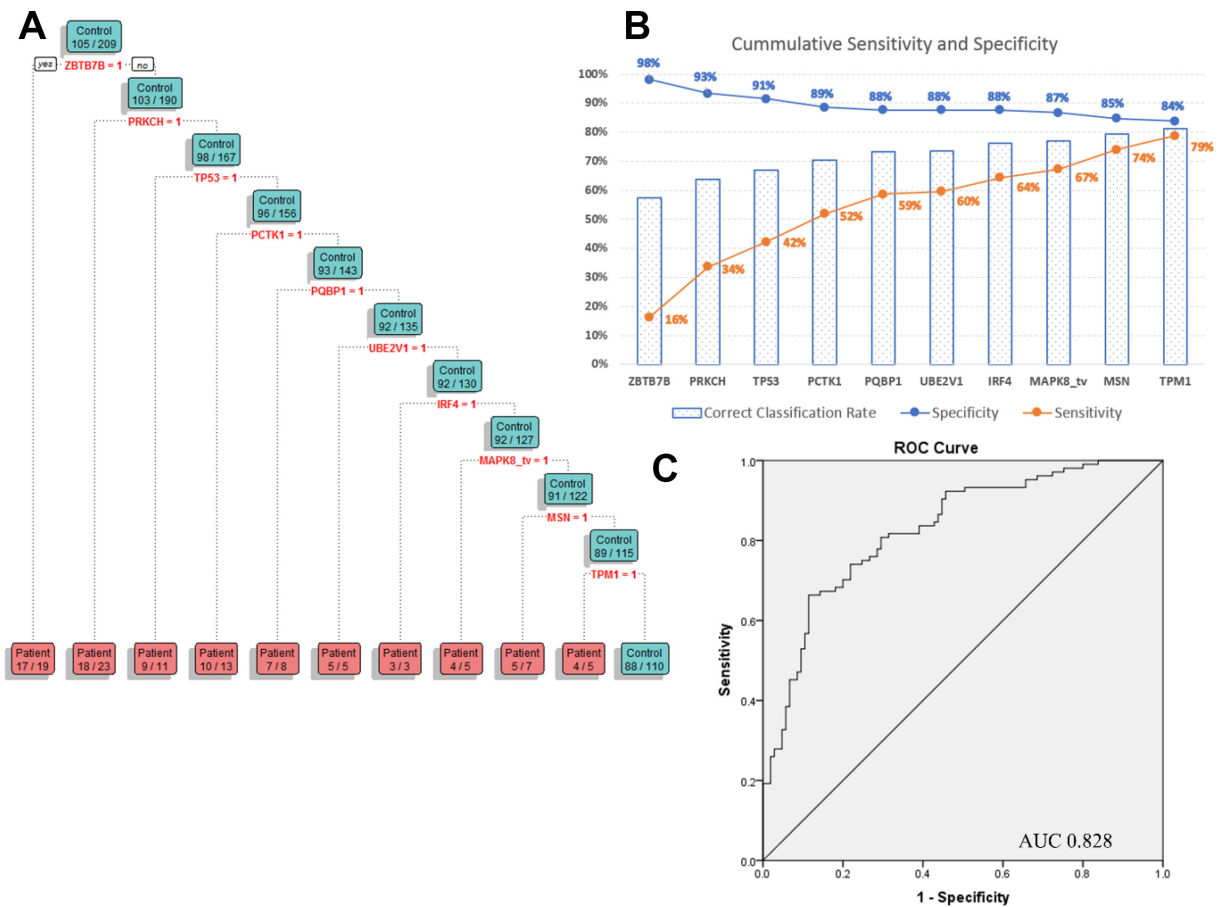 A
Control
105 / 209
yes
ZBTB7B = 1
no
Control
103 / 190
PRKCH = 1
Control
98 / 167
TP53 = 1
Control
96 / 156
PCTK1 = 1
Control
93 / 143
PQBP1 = 1
Control
92 / 135
UBE2V1 = 1
Control
92 / 130
IRF4 = 1
Control
92 / 127
MAPK8_tv = 1
Control
91 / 122
MSN = 1
Control
89 / 115
TPM1 = 1
Patient
17 / 19
Patient
18 / 23
Patient
9 / 11
Patient
10 / 13
Patient
7 / 8
Patient
5 / 5
Patient
3 / 3
Patient
4 / 5
Patient
5 / 7
Patient
4 / 5
Control
88 / 110
B
Cummulative Sensitivity and Specificity
100%
90%
80%
70%
60%
50%
40%
30%
20%
10%
0%
98%
93%
91%
89%
88%
88%
88%
87%
85%
84%
16%
34%
42%
52%
59%
60%
64%
67%
74%
79%
ZBTB7B PRKCH TP53 PCTK1 PQBP1 UBE2V1 IRF4 MAPK8_tv MSN TPM1
Correct Classification Rate Specificity Sensitivity
C
ROC Curve
Sensitivity
1.0
0.8
0.6
0.4
0.2
0.0
AUC 0.828
0.0 0.2 0.4 0.6 0.8 1.0
1 - Specificity